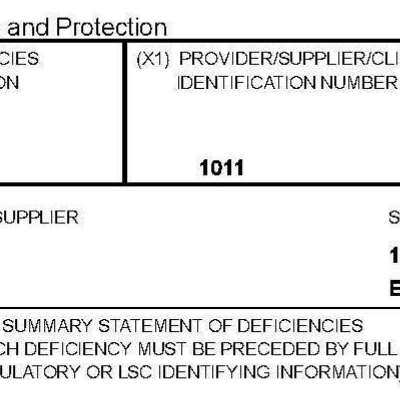 and Protection
CIES
(X1) PROVIDER/SUPPLIER/CLI
ON
IDENTIFICATION NUMBER
1011
SUPPLIER
S
1
E
SUMMARY STATEMENT OF DEFICIENCIES
CH DEFICIENCY MUST BE PRECEDED BY FULL
ULATORY OR LSC IDENTIFYING INFORMATION)